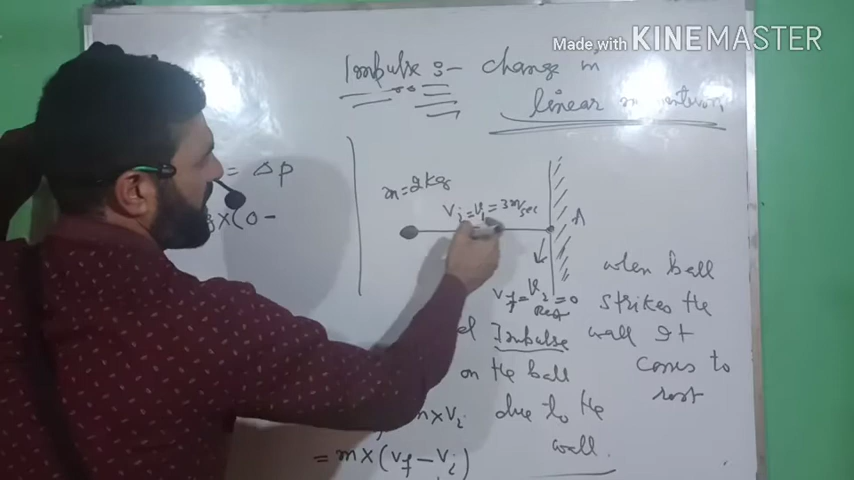 Made with KINEMASTER
Impulse :- change in
linear momentum
= Δp
x(0 -
m=2kg
Vi=V1=3m/sec
A
Vf=V2=0
Rest
when ball
strikes the
wall It
comes to
rest
Impulse
on the ball
due to the
wall.
mxVi
= mx(Vf-Vi)